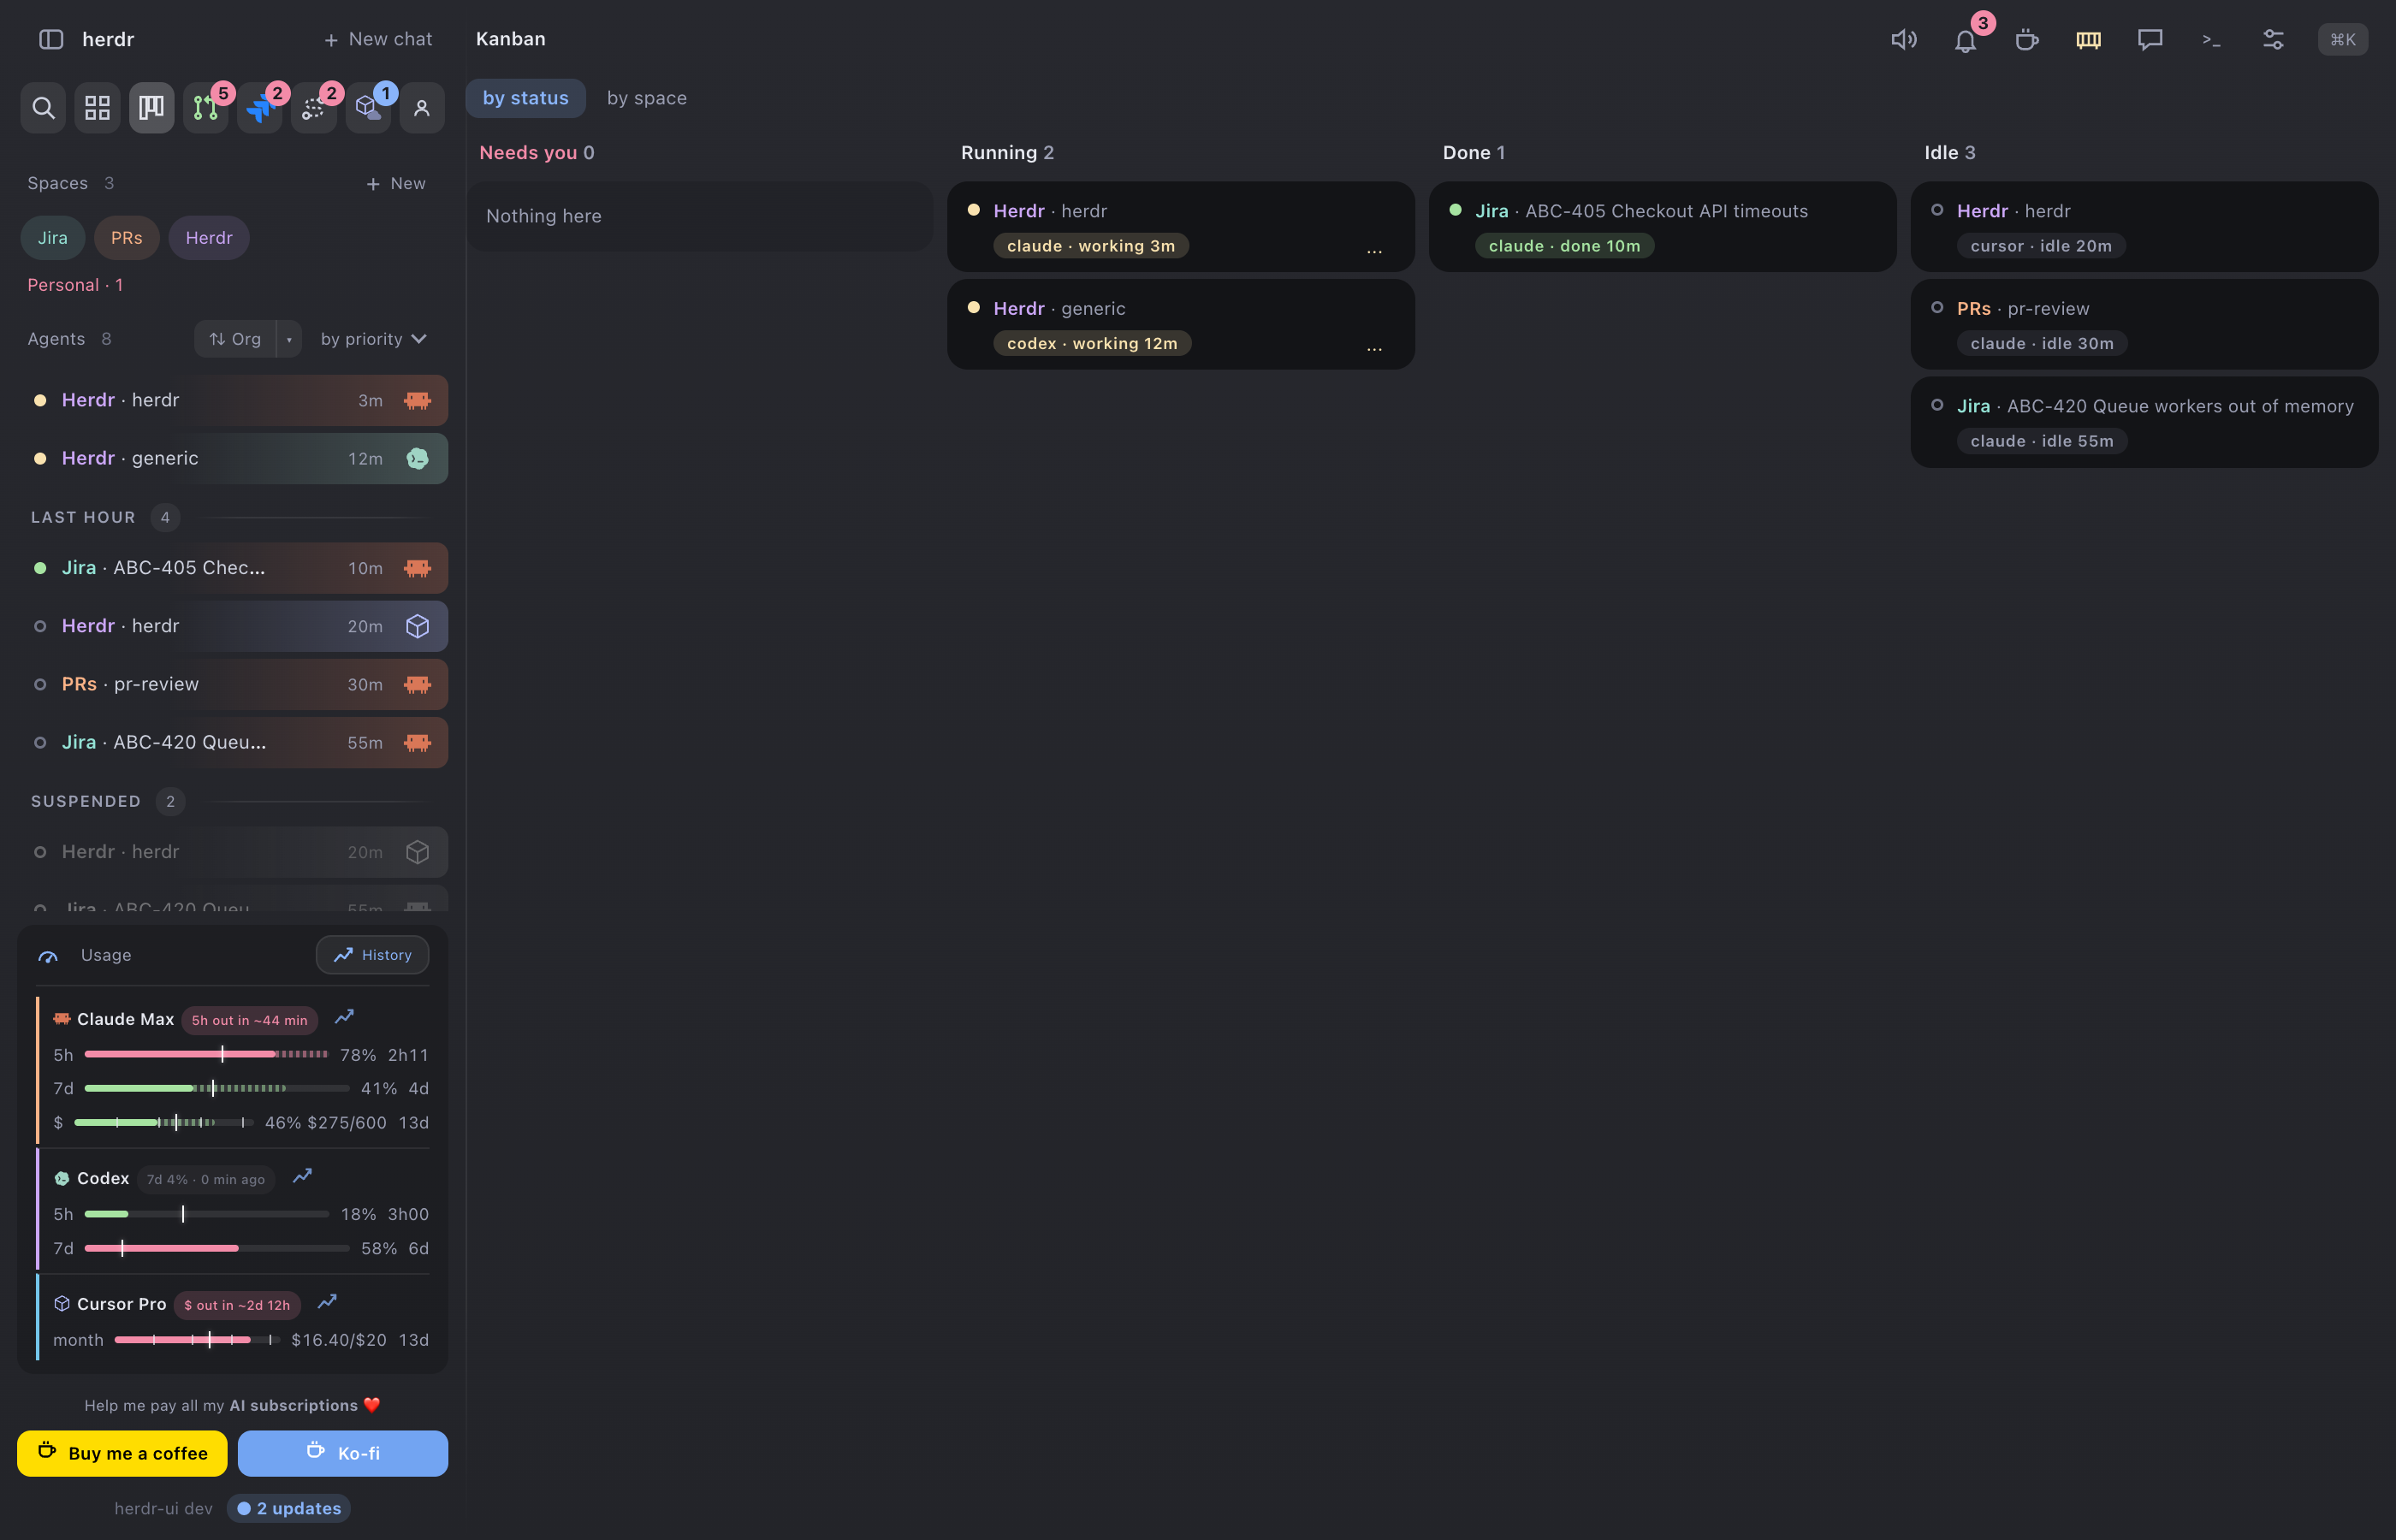 herdr
+ New chat
Kanban
3
⌘K
5
2
2
1
by status
by space
Spaces 3
+ New
Jira
PRs
Herdr
Personal · 1
Agents 8
Org
by priority
Herdr · herdr 3m
Herdr · generic 12m
LAST HOUR 4
Jira · ABC-405 Chec... 10m
Herdr · herdr 20m
PRs · pr-review 30m
Jira · ABC-420 Queu... 55m
SUSPENDED 2
Herdr · herdr 20m
Jira · ABC-420 Queu 55m
Usage
History
Claude Max 5h out in ~44 min
5h 78% 2h11
7d 41% 4d
$ 46% $275/600 13d
Codex 7d 4% · 0 min ago
5h 18% 3h00
7d 58% 6d
Cursor Pro $ out in ~2d 12h
month $16.40/$20 13d
Help me pay all my AI subscriptions ❤️
Buy me a coffee
Ko-fi
herdr-ui dev
2 updates
Needs you 0
Nothing here
Running 2
Herdr · herdr
claude · working 3m
...
Herdr · generic
codex · working 12m
...
Done 1
Jira · ABC-405 Checkout API timeouts
claude · done 10m
Idle 3
Herdr · herdr
cursor · idle 20m
PRs · pr-review
claude · idle 30m
Jira · ABC-420 Queue workers out of memory
claude · idle 55m